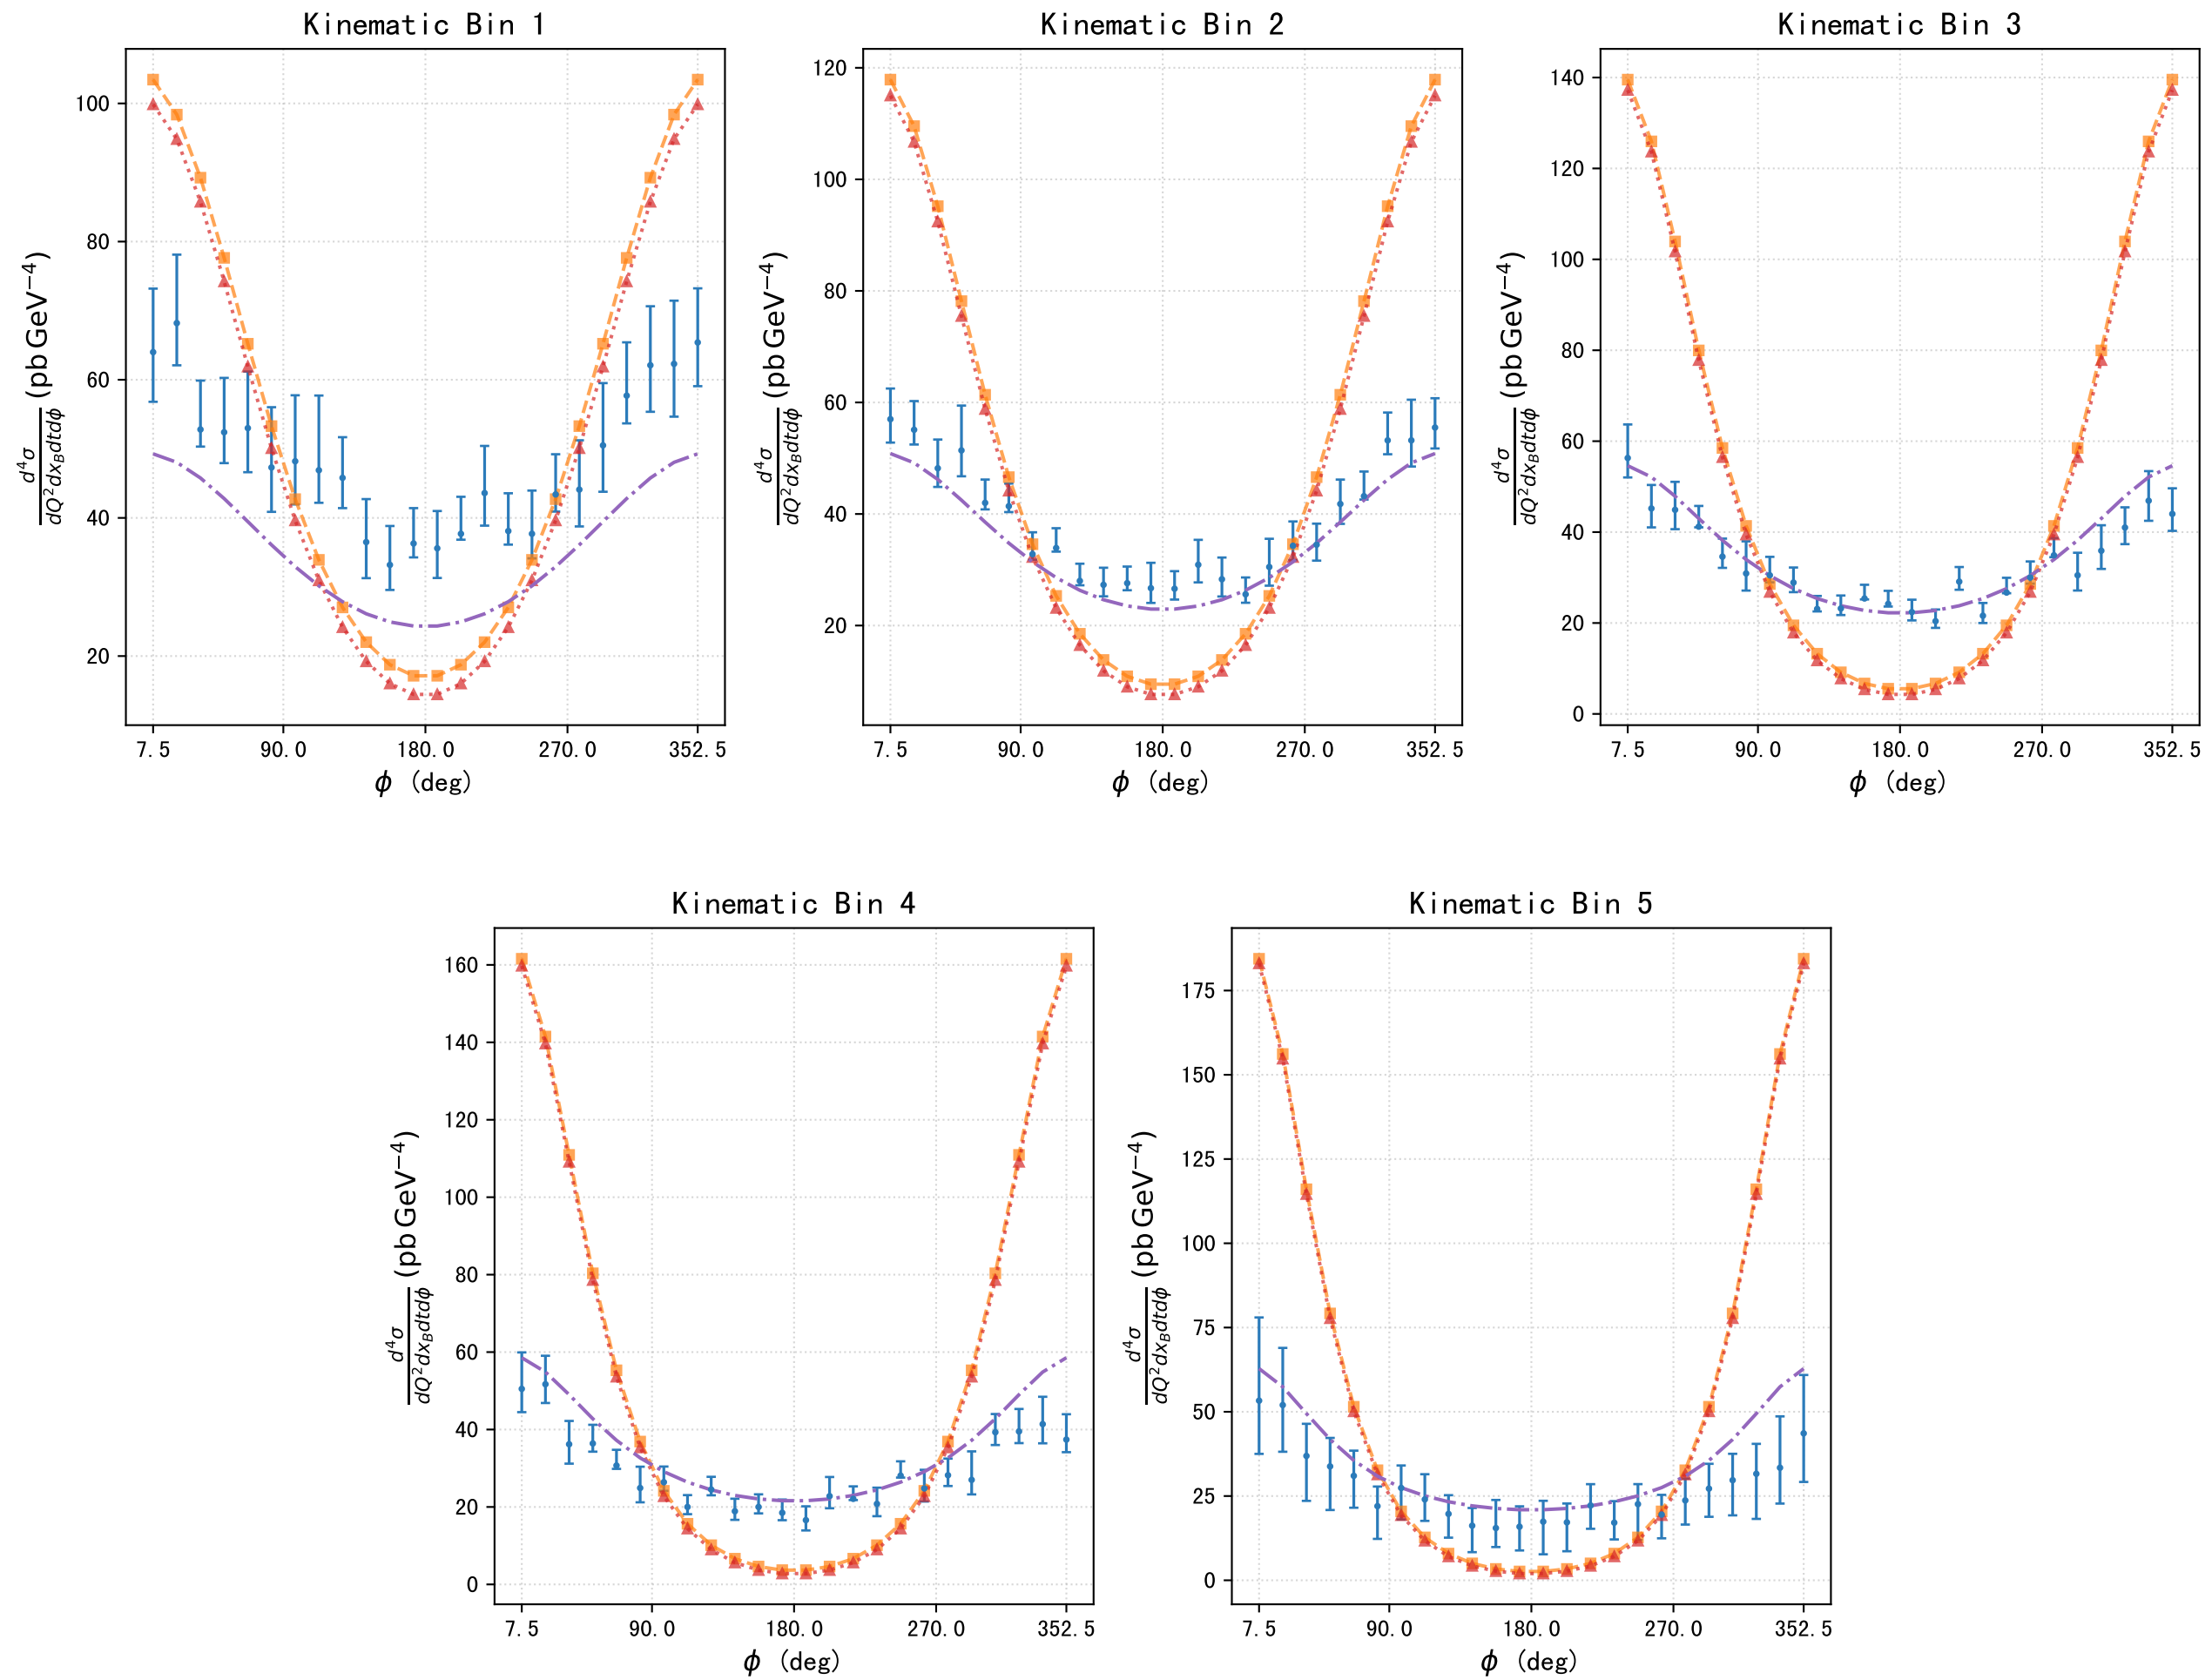 Kinematic Bin 1
100
80
60
40
20
7.5 90.0 180.0 270.0 352.5
ϕ (deg)
d⁴σ
dQ²dx_Bdtdϕ (pb GeV⁻⁴)
Kinematic Bin 2
120
100
80
60
40
20
7.5 90.0 180.0 270.0 352.5
ϕ (deg)
d⁴σ
dQ²dx_Bdtdϕ (pb GeV⁻⁴)
Kinematic Bin 3
140
120
100
80
60
40
20
0
7.5 90.0 180.0 270.0 352.5
ϕ (deg)
d⁴σ
dQ²dx_Bdtdϕ (pb GeV⁻⁴)
Kinematic Bin 4
160
140
120
100
80
60
40
20
0
7.5 90.0 180.0 270.0 352.5
ϕ (deg)
d⁴σ
dQ²dx_Bdtdϕ (pb GeV⁻⁴)
Kinematic Bin 5
175
150
125
100
75
50
25
0
7.5 90.0 180.0 270.0 352.5
ϕ (deg)
d⁴σ
dQ²dx_Bdtdϕ (pb GeV⁻⁴)